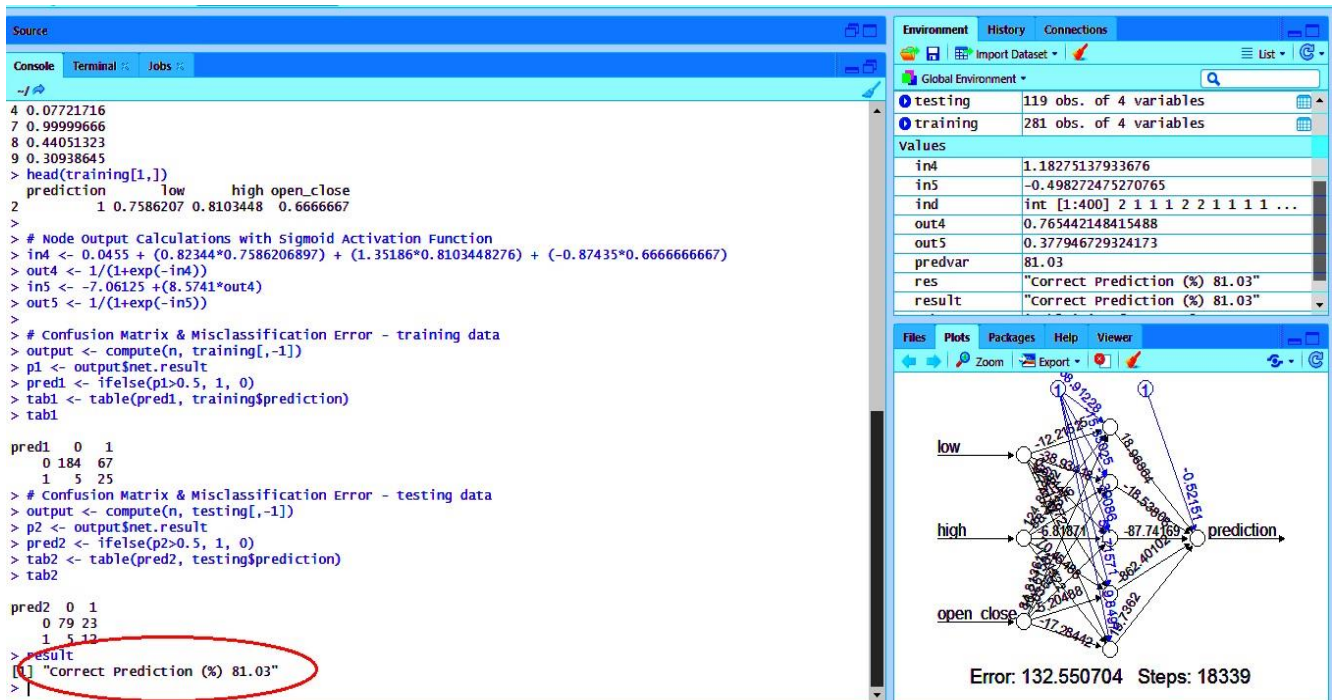 Source
Console Terminal Jobs
~/
4 0.07721716
7 0.99999666
8 0.44051323
9 0.30938645
> head(training[1,])
prediction low high open_close
2 1 0.7586207 0.8103448 0.6666667
>
> # Node Output Calculations with Sigmoid Activation Function
> in4 <- 0.0455 + (0.82344*0.7586206897) + (1.35186*0.8103448276) + (-0.87435*0.6666666667)
> out4 <- 1/(1+exp(-in4))
> in5 <- -7.06125 +(8.5741*out4)
> out5 <- 1/(1+exp(-in5))
>
> # Confusion Matrix & Misclassification Error - training data
> output <- compute(n, training[,-1])
> p1 <- output$net.result
> pred1 <- ifelse(p1>0.5, 1, 0)
> tab1 <- table(pred1, training$prediction)
> tab1
pred1 0 1
0 184 67
1 5 25
> # Confusion Matrix & Misclassification Error - testing data
> output <- compute(n, testing[,-1])
> p2 <- output$net.result
> pred2 <- ifelse(p2>0.5, 1, 0)
> tab2 <- table(pred2, testing$prediction)
> tab2
pred2 0 1
0 79 23
1 5 12
> result
[1] "Correct Prediction (%) 81.03"
>
Environment History Connections
Import Dataset List
Global Environment
testing 119 obs. of 4 variables
training 281 obs. of 4 variables
Values
in4 1.18275137933676
in5 -0.498272475270765
ind int [1:400] 2 1 1 1 2 2 1 1 1 1 ...
out4 0.765442148415488
out5 0.377946729324173
predvar 81.03
res "Correct Prediction (%) 81.03"
result "Correct Prediction (%) 81.03"
Files Plots Packages Help Viewer
Zoom Export
1 1
low
18.96864
-0.52151
-18.53808
high
-6.81871
-87.74169
prediction
-862.40102
open_close
5.20488
-17.28442
Error: 132.550704 Steps: 18339